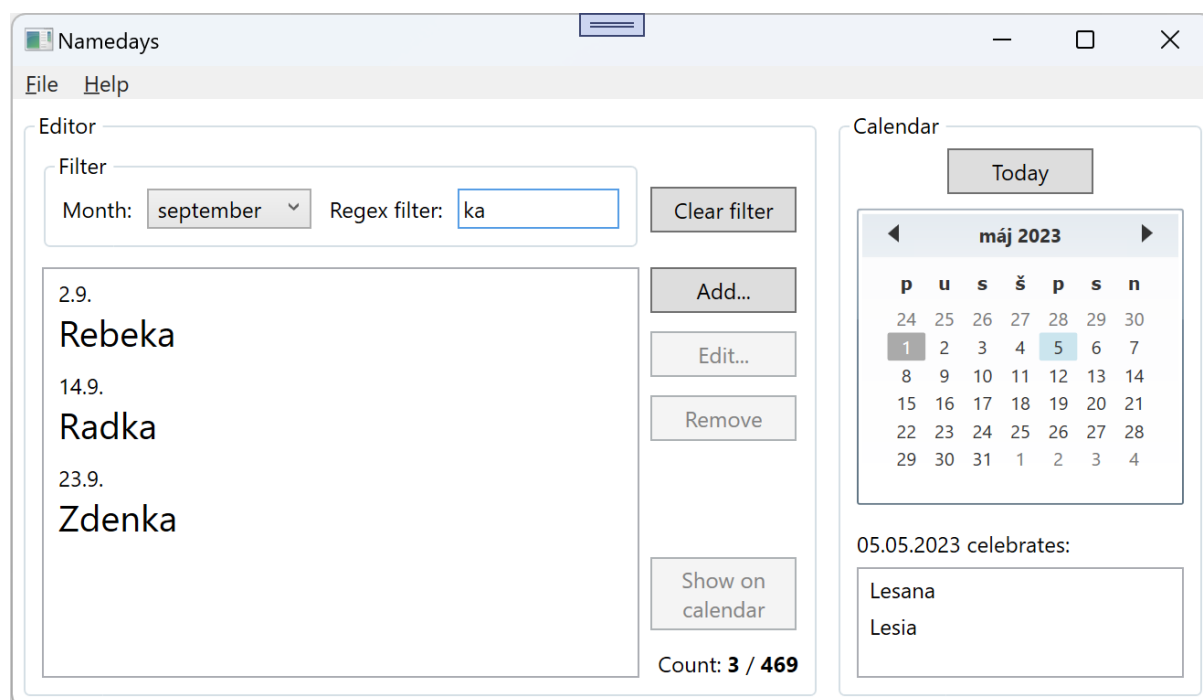 Namedays
File Help
Editor
Filter
Month: september Regex filter: ka
Clear filter
2.9.
Rebeka
14.9.
Radka
23.9.
Zdenka
Add...
Edit...
Remove
Show on
calendar
Count: 3 / 469
Calendar
Today
máj 2023
p u s š p s n
24 25 26 27 28 29 30
1 2 3 4 5 6 7
8 9 10 11 12 13 14
15 16 17 18 19 20 21
22 23 24 25 26 27 28
29 30 31 1 2 3 4
05.05.2023 celebrates:
Lesana
Lesia